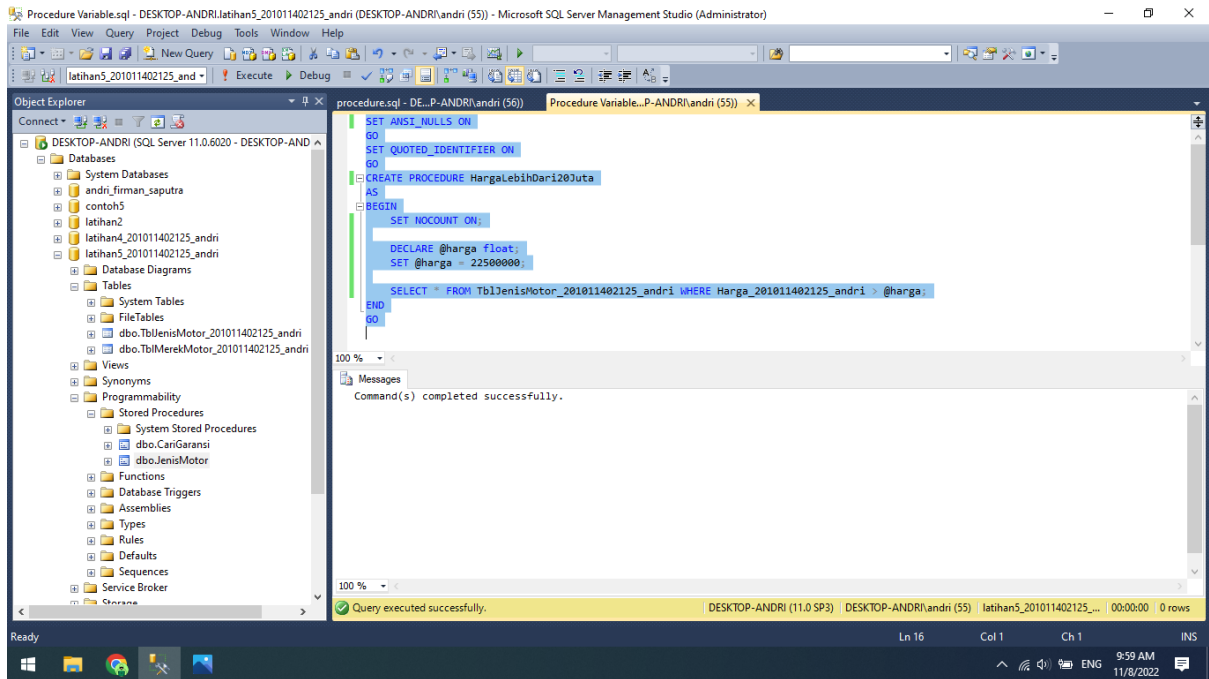 Procedure Variable.sql - DESKTOP-ANDRI.latihan5_201011402125_andri (DESKTOP-ANDRI\andri (55)) - Microsoft SQL Server Management Studio (Administrator)
File Edit View Query Project Debug Tools Window Help
New Query
latihan5_201011402125_and Execute Debug
Object Explorer
Connect
DESKTOP-ANDRI (SQL Server 11.0.6020 - DESKTOP-AND
Databases
System Databases
andri_firman_saputra
contoh5
latihan2
latihan4_201011402125_andri
latihan5_201011402125_andri
Database Diagrams
Tables
System Tables
FileTables
dbo.TblJenisMotor_201011402125_andri
dbo.TblMerekMotor_201011402125_andri
Views
Synonyms
Programmability
Stored Procedures
System Stored Procedures
dbo.CariGaransi
dbo.JenisMotor
Functions
Database Triggers
Assemblies
Types
Rules
Defaults
Sequences
Service Broker
Storage
procedure.sql - DE...P-ANDRI\andri (56)) Procedure Variable...P-ANDRI\andri (55))
SET ANSI_NULLS ON
GO
SET QUOTED_IDENTIFIER ON
GO
CREATE PROCEDURE HargaLebihDari20Juta
AS
BEGIN
SET NOCOUNT ON;
DECLARE @harga float;
SET @harga = 22500000;
SELECT * FROM TblJenisMotor_201011402125_andri WHERE Harga_201011402125_andri > @harga;
END
GO
100 %
Messages
Command(s) completed successfully.
100 %
Query executed successfully. DESKTOP-ANDRI (11.0 SP3) DESKTOP-ANDRI\andri (55) latihan5_201011402125_... 00:00:00 0 rows
Ready Ln 16 Col 1 Ch 1 INS
ENG 9:59 AM
11/8/2022